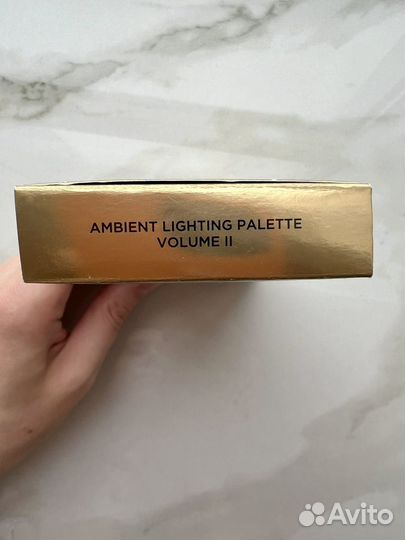 AMBIENT LIGHTING PALETTE
VOLUME II
Avito